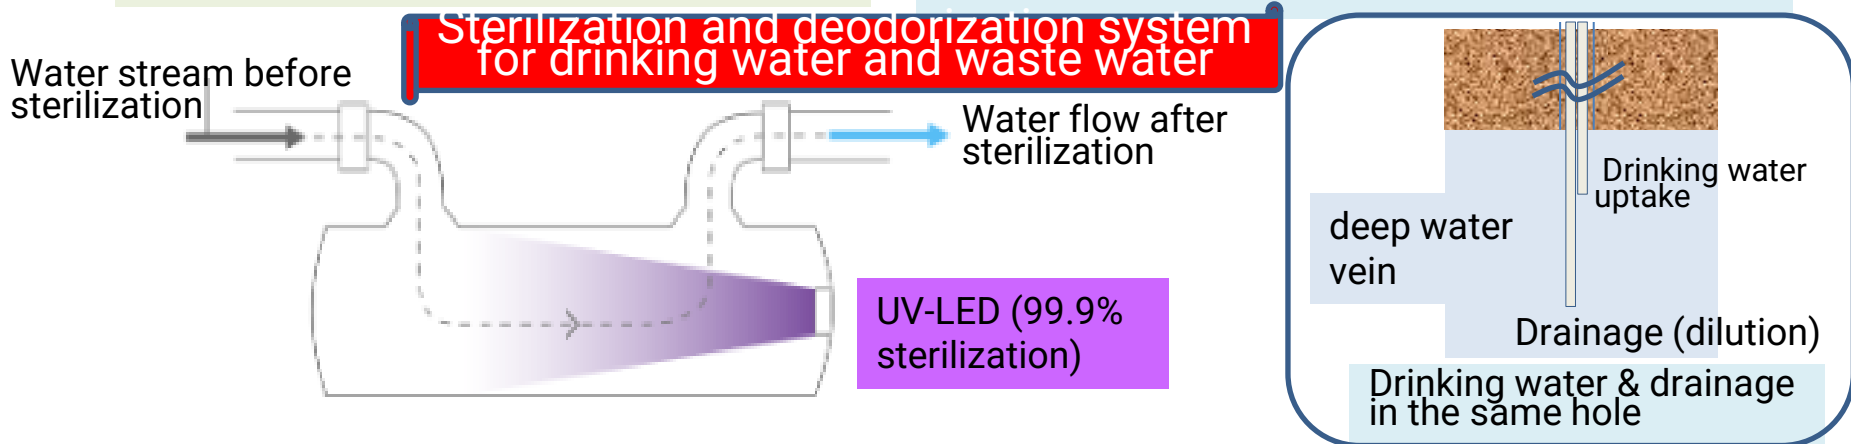 Sterilization and deodorization system
for drinking water and waste water
Water stream before
sterilization
Water flow after
sterilization
UV-LED (99.9%
sterilization)
Drinking water
uptake
deep water
vein
Drainage (dilution)
Drinking water & drainage
in the same hole